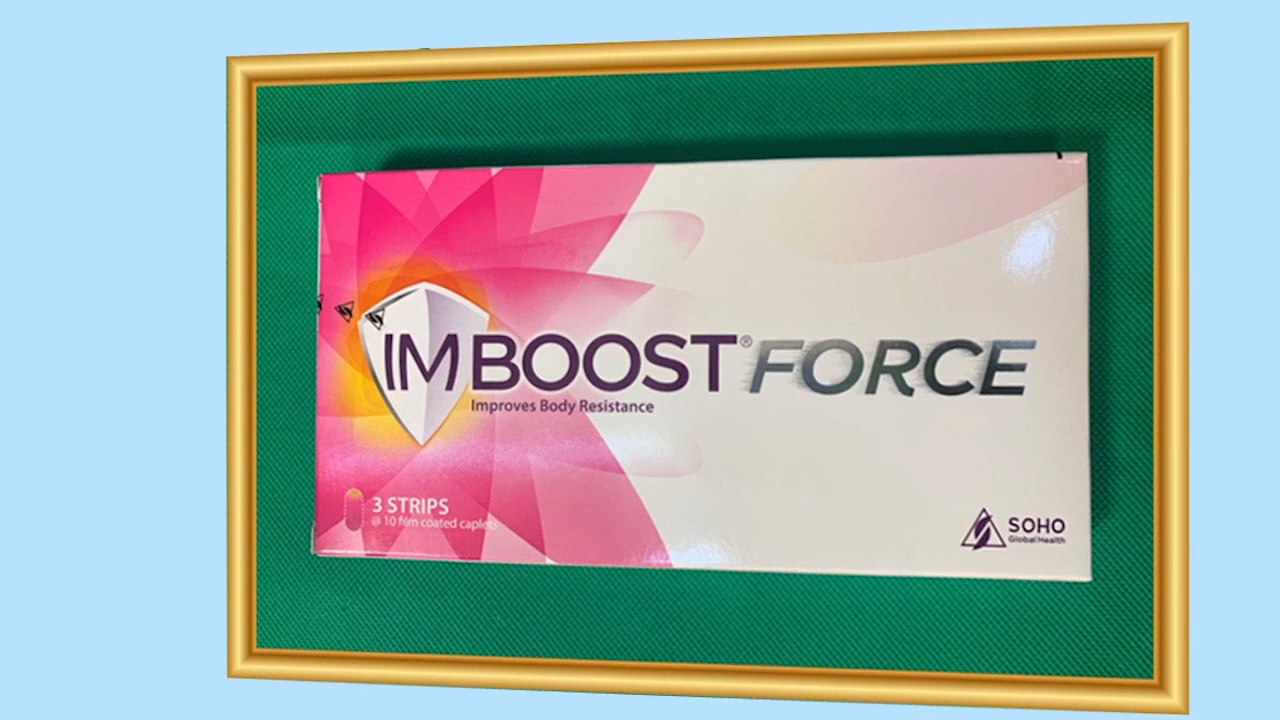 IMBOOST® FORCE
Improves Body Resistance
3 STRIPS
@ 10 film coated caplets
SOHO
Global Health